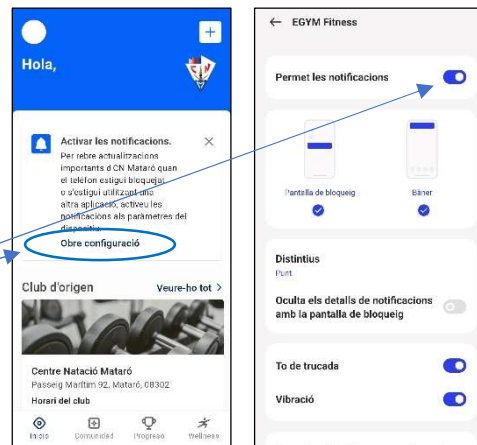 Hola,
Activar les notificacions.
Per rebre actualitzacions
importants d CN Mataró quan
el telèfon estigui bloquejat
o s'estigui utilitzant una
altra aplicació, activeu les
notificacions als paràmetres del
dispositiu.
Obre configuració
Club d'origen
Veure-ho tot >
Centre Natació Mataró
Passeig Marítim 92, Mataró, 08302
Horari del club
Inicio
Comunidad
Progreso
Wellness
← EGYM Fitness
Permet les notificacions
Pantalla de bloqueig
Bàner
Distintius
Punt
Oculta els detalls de notificacions
amb la pantalla de bloqueig
To de trucada
Vibració